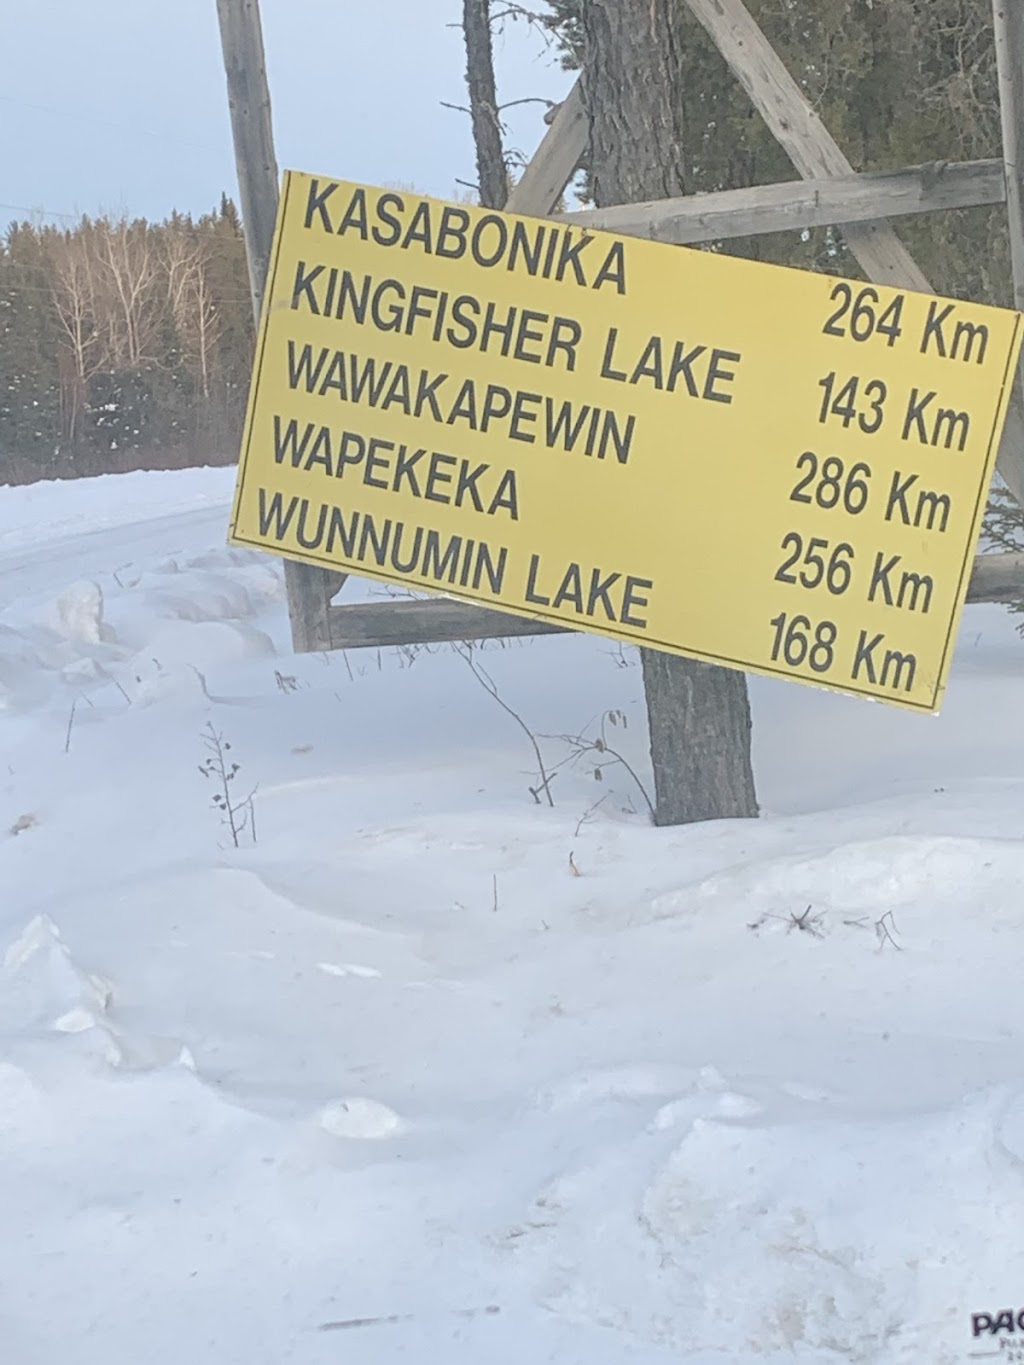 KASABONIKA 264 Km
KINGFISHER LAKE 143 Km
WAWAKAPEWIN 286 Km
WAPEKEKA 256 Km
WUNNUMIN LAKE 168 Km